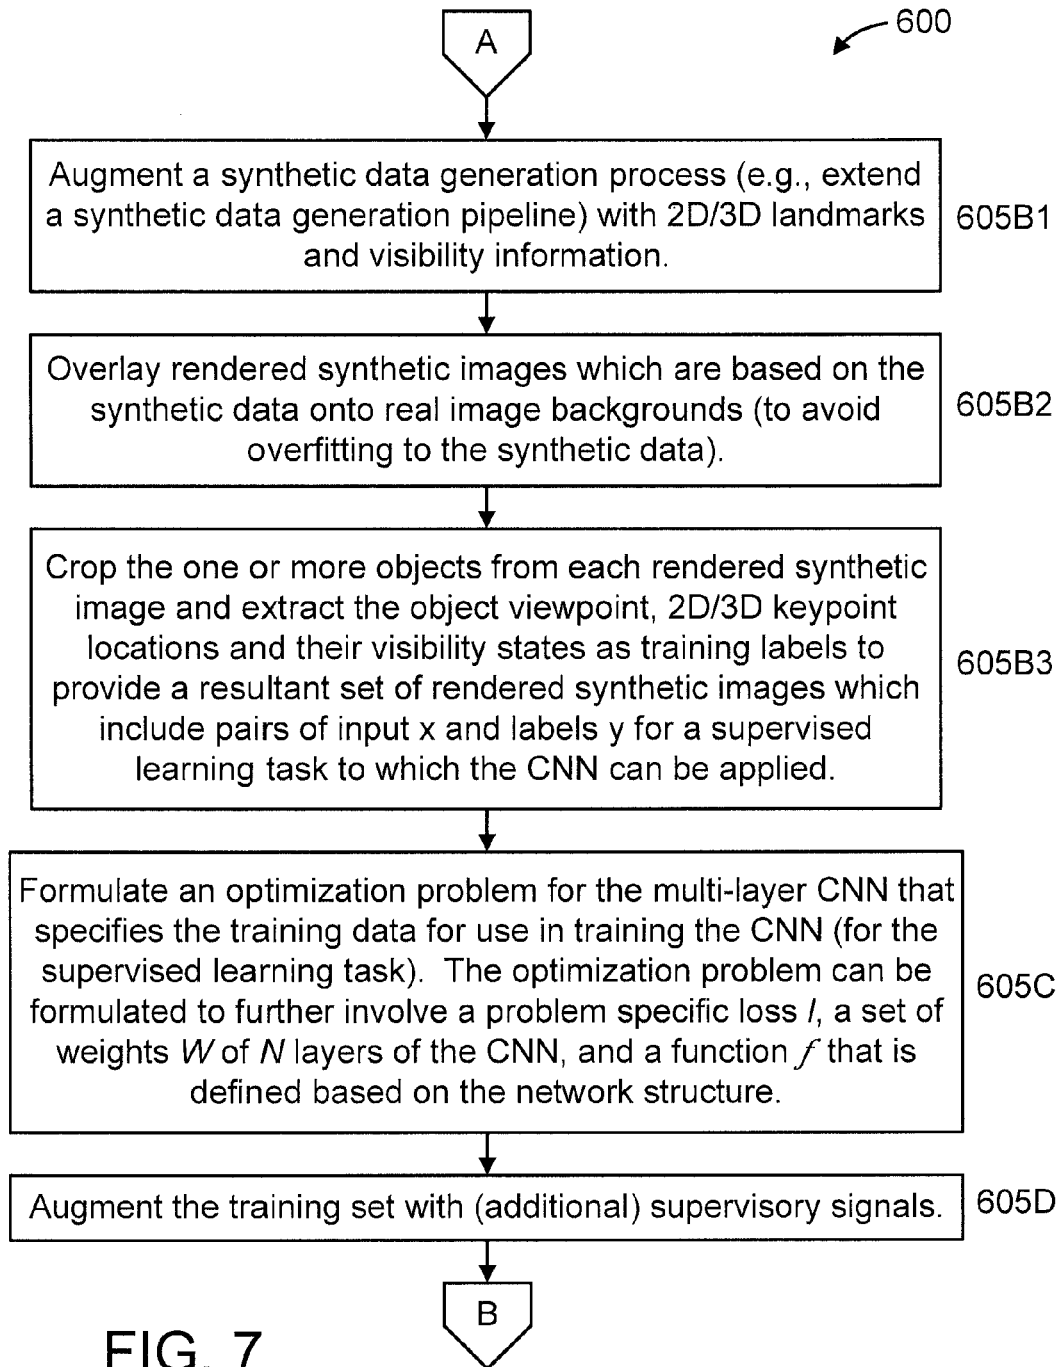 A
600
Augment a synthetic data generation process (e.g., extend
a synthetic data generation pipeline) with 2D/3D landmarks
and visibility information.
605B1
Overlay rendered synthetic images which are based on the
synthetic data onto real image backgrounds (to avoid
overfitting to the synthetic data).
605B2
Crop the one or more objects from each rendered synthetic
image and extract the object viewpoint, 2D/3D keypoint
locations and their visibility states as training labels to
provide a resultant set of rendered synthetic images which
include pairs of input x and labels y for a supervised
learning task to which the CNN can be applied.
605B3
Formulate an optimization problem for the multi-layer CNN that
specifies the training data for use in training the CNN (for the
supervised learning task). The optimization problem can be
formulated to further involve a problem specific loss l, a set of
weights W of N layers of the CNN, and a function f that is
defined based on the network structure.
605C
Augment the training set with (additional) supervisory signals.
605D
B
FIG. 7